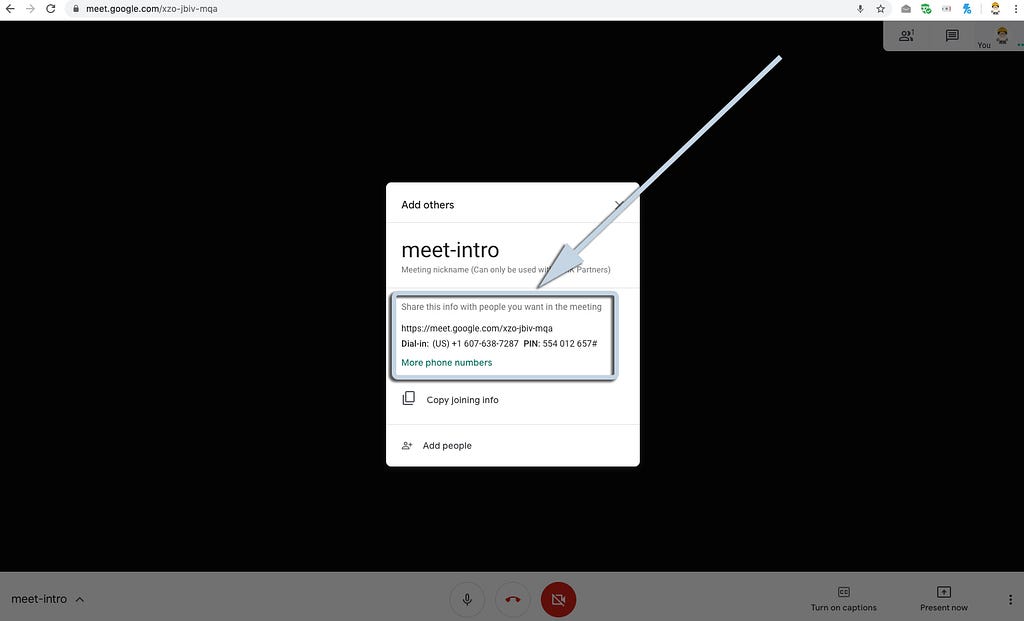 meet.google.com/xzo-jbiv-mqa
1
You
Add others
meet-intro
Meeting nickname (Can only be used Partners)
Share this info with people you want in the meeting
https://meet.google.com/xzo-jbiv-mqa
Dial-in: (US) +1 607-638-7287 PIN: 554 012 657#
More phone numbers
Copy joining info
Add people
meet-intro
CC
Turn on captions
Present now